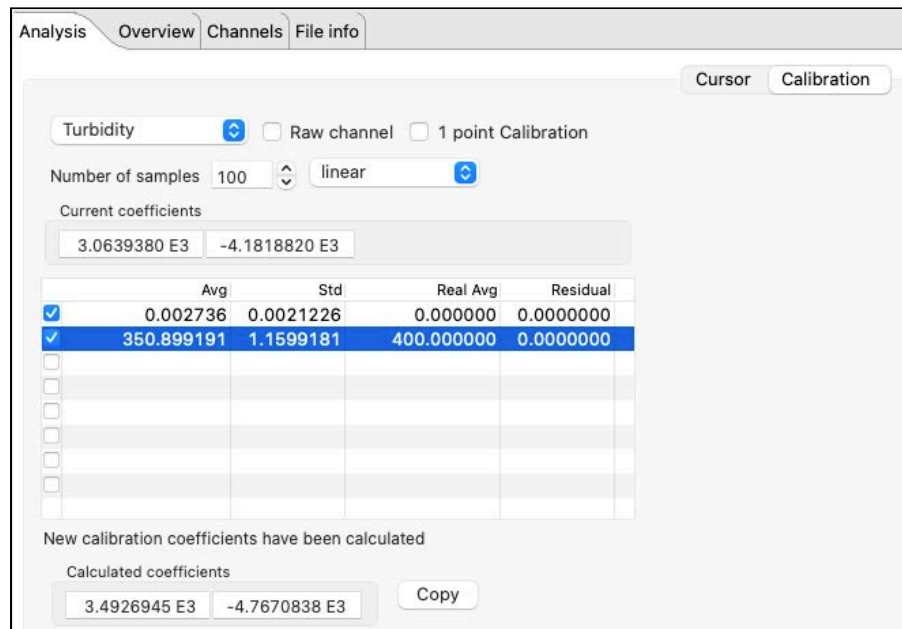 Analysis Overview Channels File info
Cursor Calibration
Turbidity Raw channel 1 point Calibration
Number of samples 100 linear
Current coefficients
3.0639380 E3 -4.1818820 E3
Avg Std Real Avg Residual
0.002736 0.0021226 0.000000 0.0000000
350.899191 1.1599181 400.000000 0.0000000
New calibration coefficients have been calculated
Calculated coefficients
3.4926945 E3 -4.7670838 E3 Copy